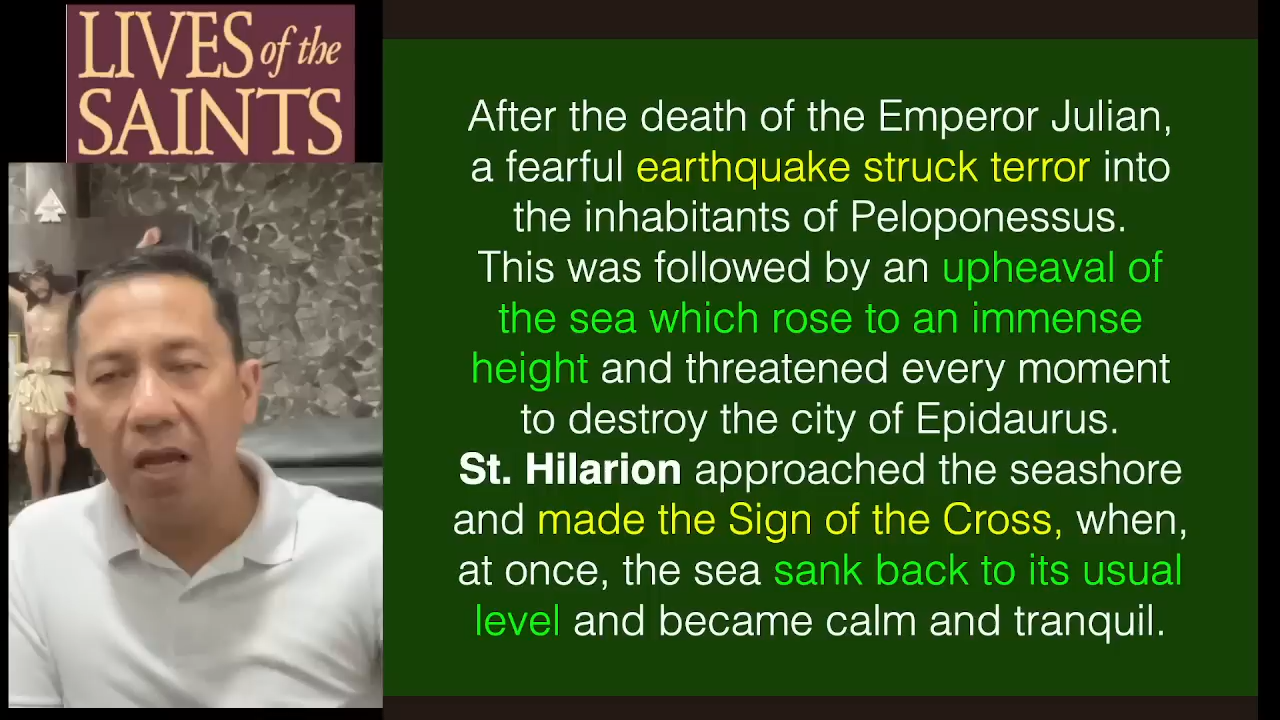 LIVES of the
SAINTS
After the death of the Emperor Julian,
a fearful earthquake struck terror into
the inhabitants of Peloponessus.
This was followed by an upheaval of
the sea which rose to an immense
height and threatened every moment
to destroy the city of Epidaurus.
St. Hilarion approached the seashore
and made the Sign of the Cross, when,
at once, the sea sank back to its usual
level and became calm and tranquil.